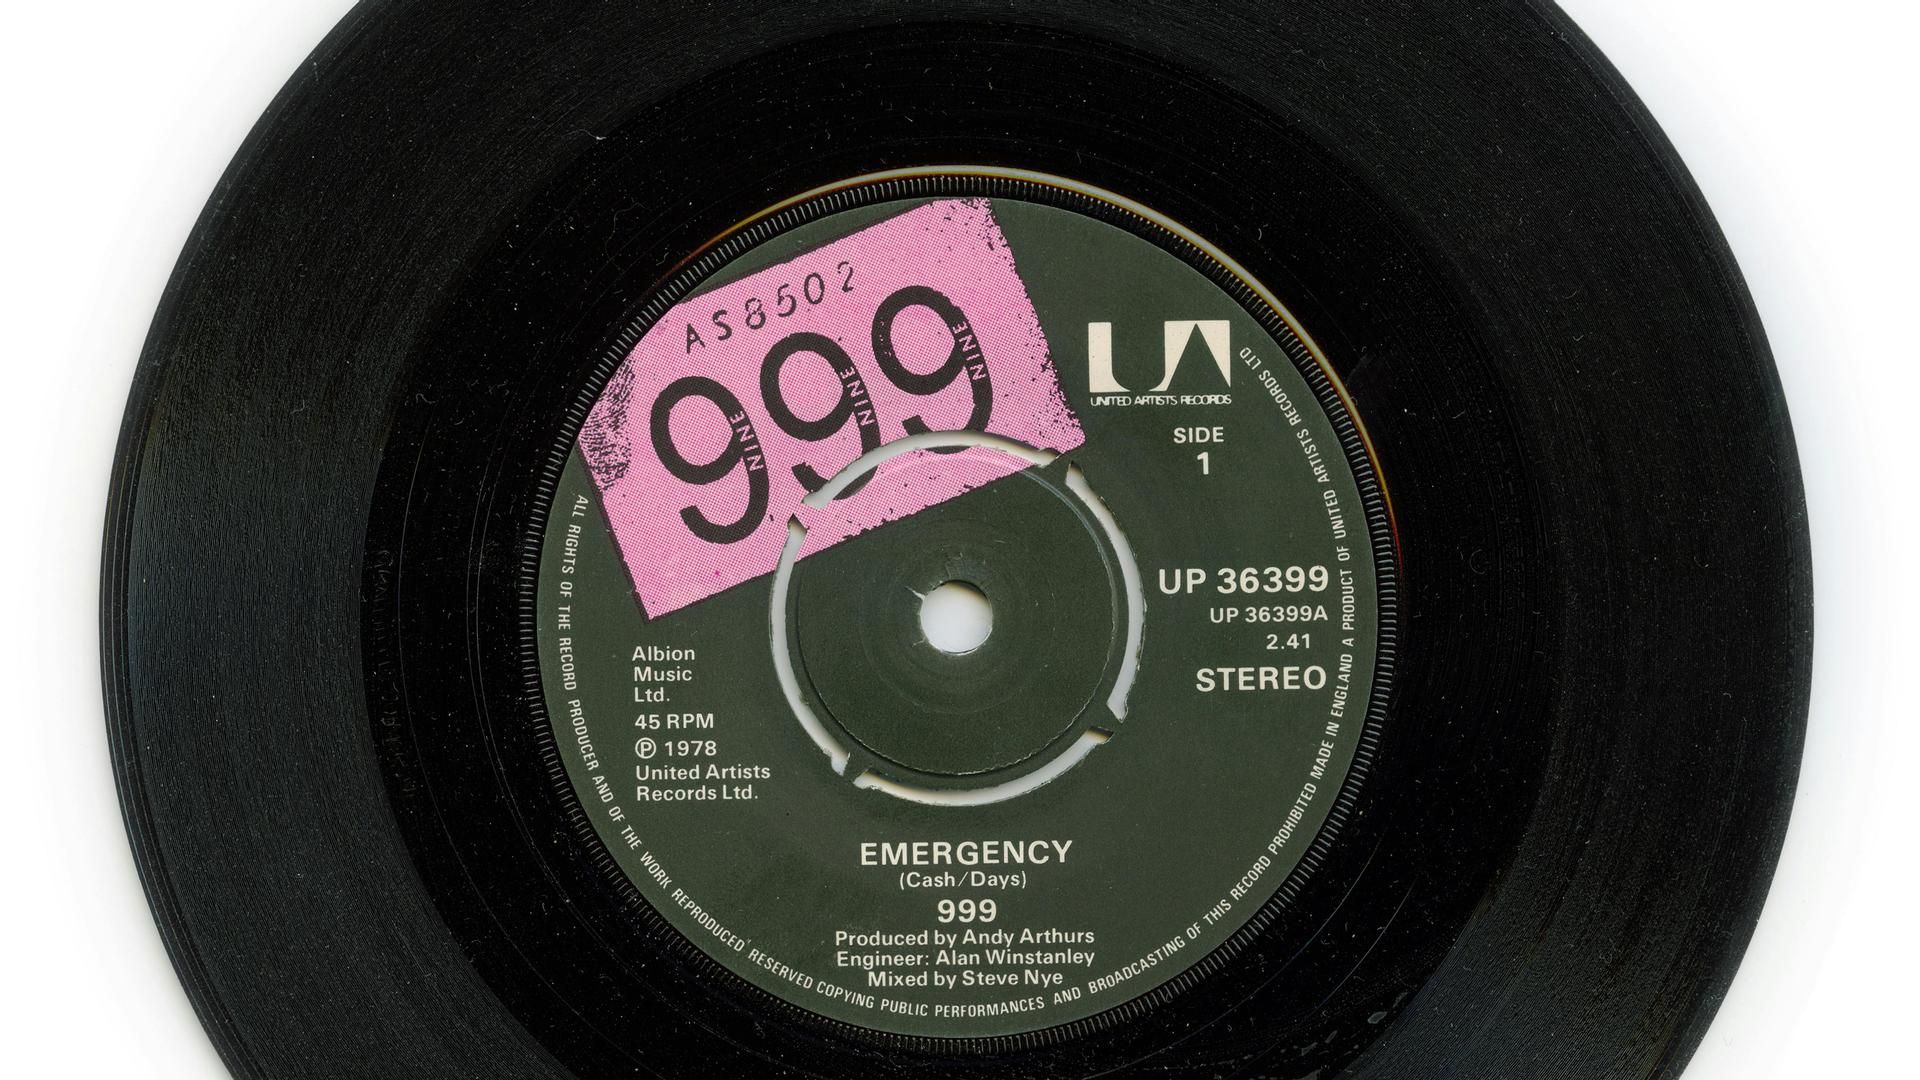 AS8502
999
NINE NINE NINE
UA
UNITED ARTISTS RECORDS
SIDE
1
UP 36399
UP 36399A
2.41
STEREO
Albion
Music
Ltd.
45 RPM
Ⓟ 1978
United Artists
Records Ltd.
EMERGENCY
(Cash/Days)
999
Produced by Andy Arthurs
Engineer: Alan Winstanley
Mixed by Steve Nye
ALL RIGHTS OF THE RECORD PRODUCER AND OF THE WORK REPRODUCED RESERVED COPYING PUBLIC PERFORMANCES AND BROADCASTING OF THIS RECORD PROHIBITED MADE IN ENGLAND A PRODUCT OF UNITED ARTISTS RECORDS LTD